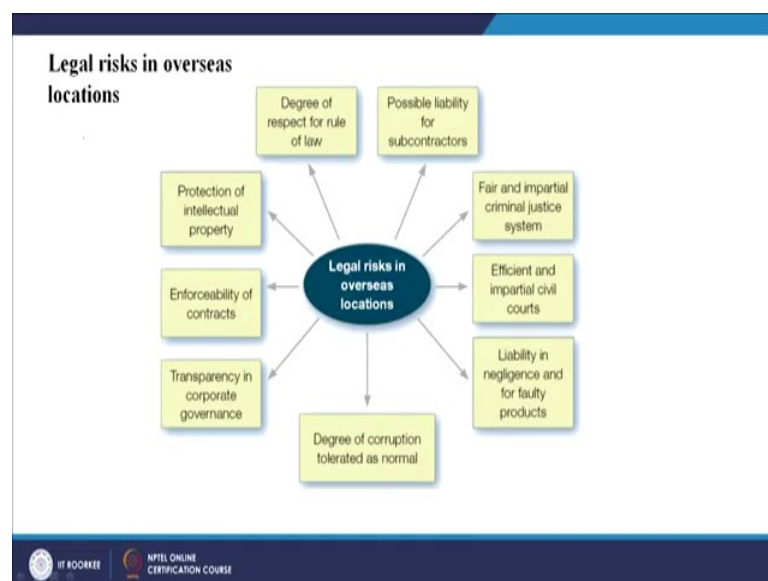 Legal risks in overseas
locations
Degree of
respect for rule
of law
Possible liability
for
subcontractors
Protection of
intellectual
property
Fair and impartial
criminal justice
system
Legal risks in
overseas
locations
Enforceability of
contracts
Efficient and
impartial civil
courts
Transparency in
corporate
governance
Liability in
negligence and
for faulty
products
Degree of corruption
tolerated as normal
IIT ROORKEE
NPTEL ONLINE
CERTIFICATION COURSE